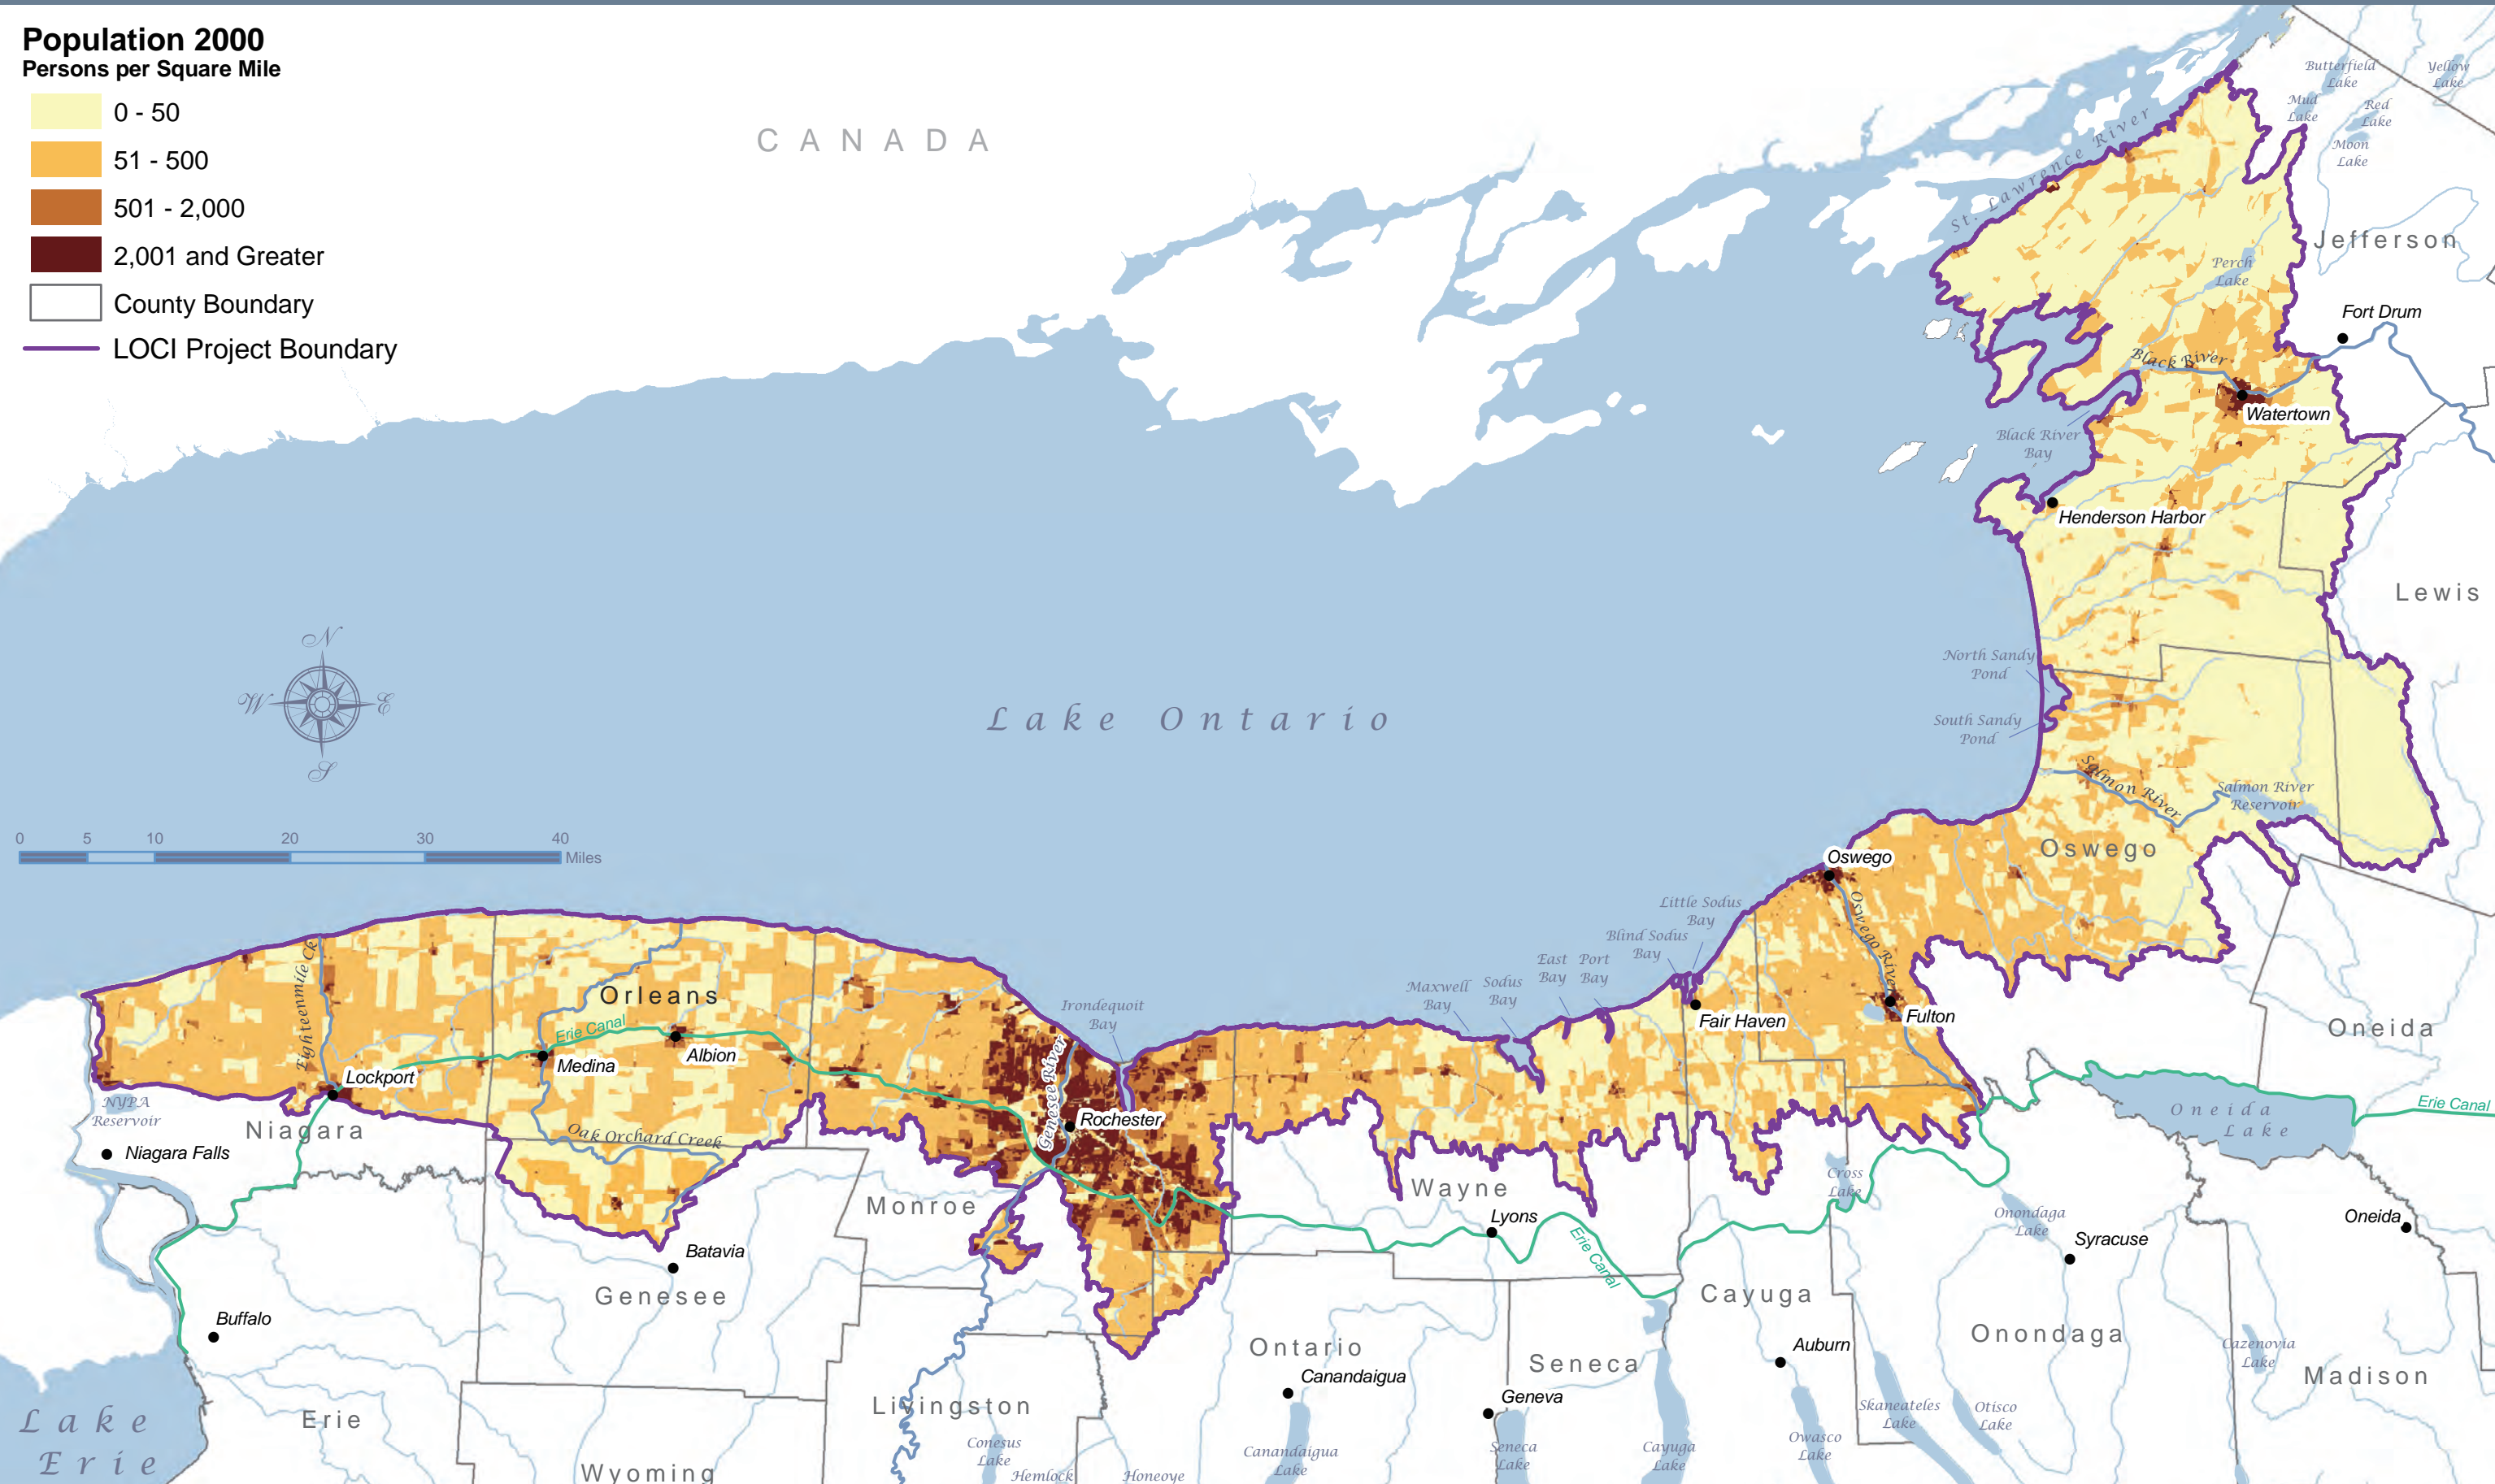 Population 2000
Persons per Square Mile
0 - 50
51 - 500
501 - 2,000
2,001 and Greater
County Boundary
LOCI Project Boundary
CANADA
St. Lawrence River
Butterfield
Lake
Yellow
Lake
Mud
Lake
Red
Lake
Moon
Lake
Jefferson
Perch
Lake
Fort Drum
Black River
Watertown
Black River
Bay
Henderson Harbor
Lewis
N
W
E
S
Lake Ontario
North Sandy
Pond
South Sandy
Pond
Salmon River
Salmon River
Reservoir
0
5
10
20
30
40
Miles
Oswego
Oswego
Oswego River
Little Sodus
Bay
Blind Sodus
Bay
East
Bay
Port
Bay
Maxwell
Bay
Sodus
Bay
Fair Haven
Fulton
Oneida
Eighteenmile Ck
Orleans
Erie Canal
Albion
Medina
Lockport
Irondequoit
Bay
Genesee River
Rochester
NYPA
Reservoir
Niagara
Niagara Falls
Oak Orchard Creek
Oneida
Lake
Erie Canal
Monroe
Wayne
Cross
Lake
Lyons
Erie Canal
Onondaga
Lake
Syracuse
Oneida
Batavia
Genesee
Buffalo
Cayuga
Onondaga
Auburn
Ontario
Canandaigua
Seneca
Geneva
Cazenovia
Lake
Madison
Lake
Erie
Erie
Livingston
Conesus
Lake
Canandaigua
Lake
Seneca
Lake
Cayuga
Lake
Owasco
Lake
Skaneateles
Lake
Otisco
Lake
Wyoming
Hemlock
Honeoye